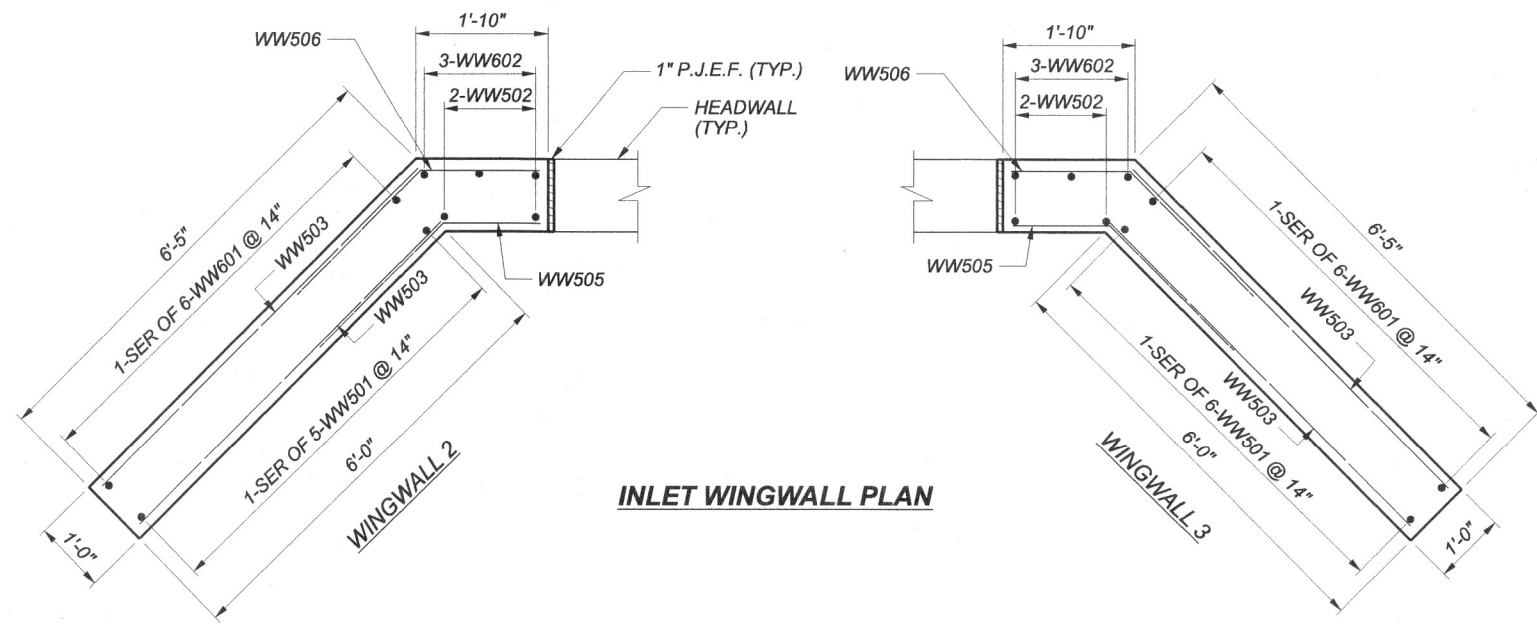 1'-10"
WW506
3-WW602
1" P.J.E.F. (TYP.)
2-WW502
HEADWALL
(TYP.)
6'-5"
1-SER OF 6-WW601 @ 14"
WW503
WW505
WW503
1-SER OF 5-WW501 @ 14"
6'-0"
WINGWALL 2
1'-0"
INLET WINGWALL PLAN
1'-10"
WW506
3-WW602
2-WW502
6'-5"
1-SER OF 6-WW601 @ 14"
WW503
WW505
WW503
1-SER OF 6-WW501 @ 14"
6'-0"
WINGWALL 3
1'-0"